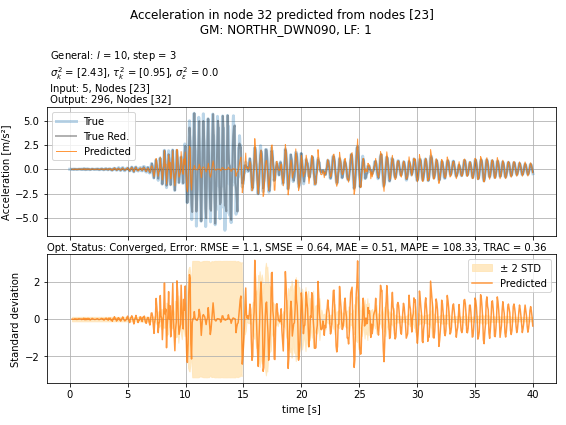 Acceleration in node 32 predicted from nodes [23]
GM: NORTHR_DWN090, LF: 1
General: l = 10, step = 3
σ²ₖ = [2.43], τ²ₖ = [0.95], σ²ε = 0.0
Input: 5, Nodes [23]
Output: 296, Nodes [32]
Acceleration [m/s²]
5.0
2.5
0.0
−2.5
−5.0
True
True Red.
Predicted
Opt. Status: Converged, Error: RMSE = 1.1, SMSE = 0.64, MAE = 0.51, MAPE = 108.33, TRAC = 0.36
Standard deviation
2
0
−2
± 2 STD
Predicted
0 5 10 15 20 25 30 35 40
time [s]